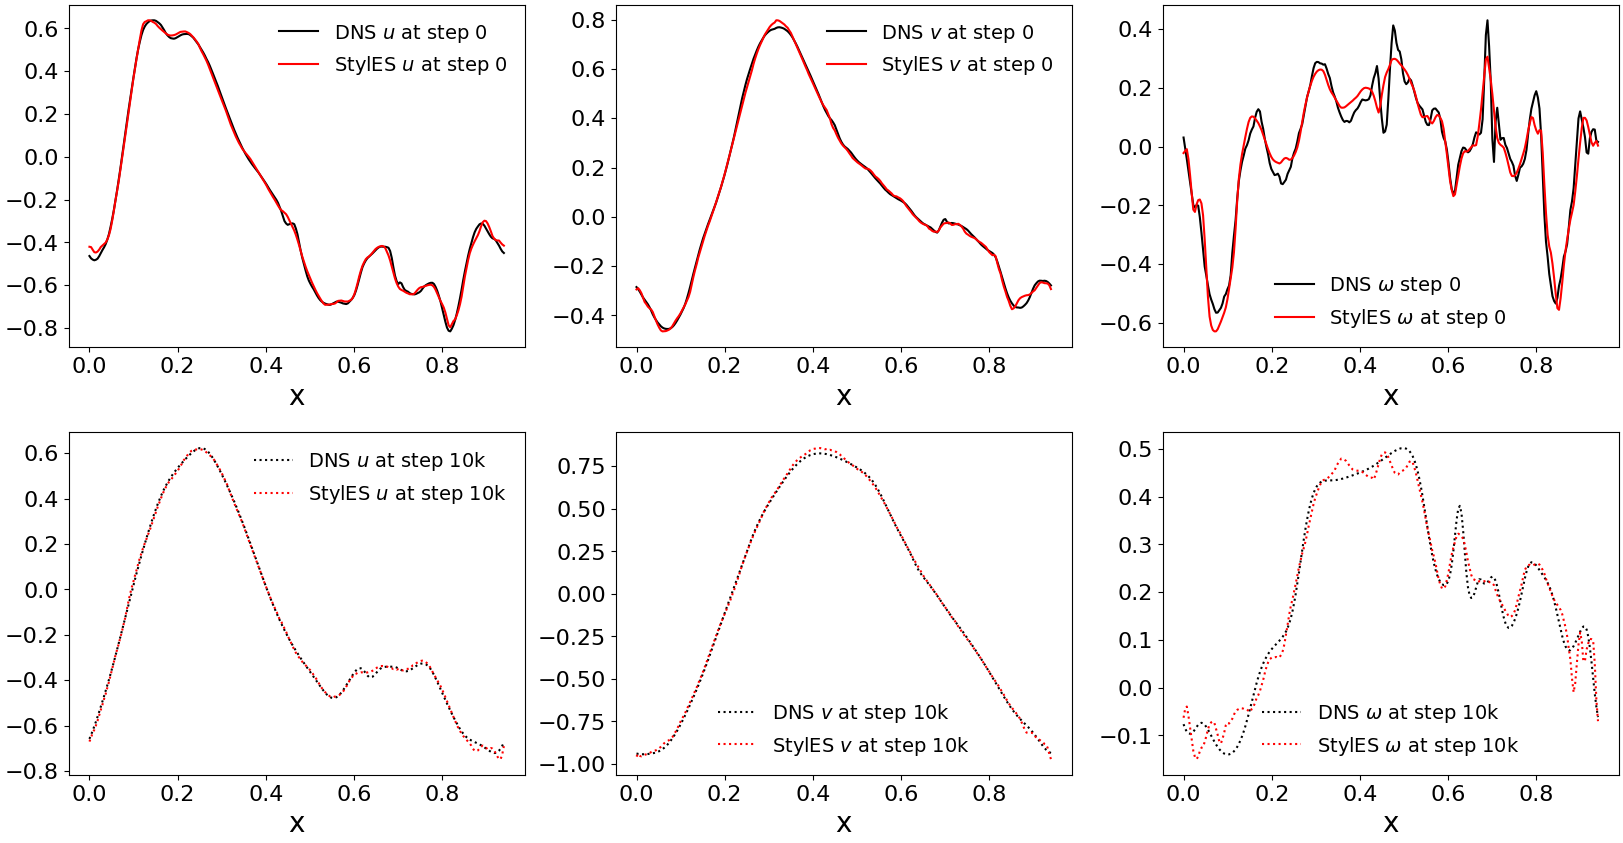 0.6
0.4
0.2
0.0
−0.2
−0.4
−0.6
−0.8
DNS u at step 0
StylES u at step 0
0.0 0.2 0.4 0.6 0.8
x
0.8
0.6
0.4
0.2
0.0
−0.2
−0.4
DNS v at step 0
StylES v at step 0
0.0 0.2 0.4 0.6 0.8
x
0.4
0.2
0.0
−0.2
−0.4
−0.6
DNS ω step 0
StylES ω at step 0
0.0 0.2 0.4 0.6 0.8
x
0.6
0.4
0.2
0.0
−0.2
−0.4
−0.6
−0.8
DNS u at step 10k
StylES u at step 10k
0.0 0.2 0.4 0.6 0.8
x
0.75
0.50
0.25
0.00
−0.25
−0.50
−0.75
−1.00
DNS v at step 10k
StylES v at step 10k
0.0 0.2 0.4 0.6 0.8
x
0.5
0.4
0.3
0.2
0.1
0.0
−0.1
DNS ω at step 10k
StylES ω at step 10k
0.0 0.2 0.4 0.6 0.8
x